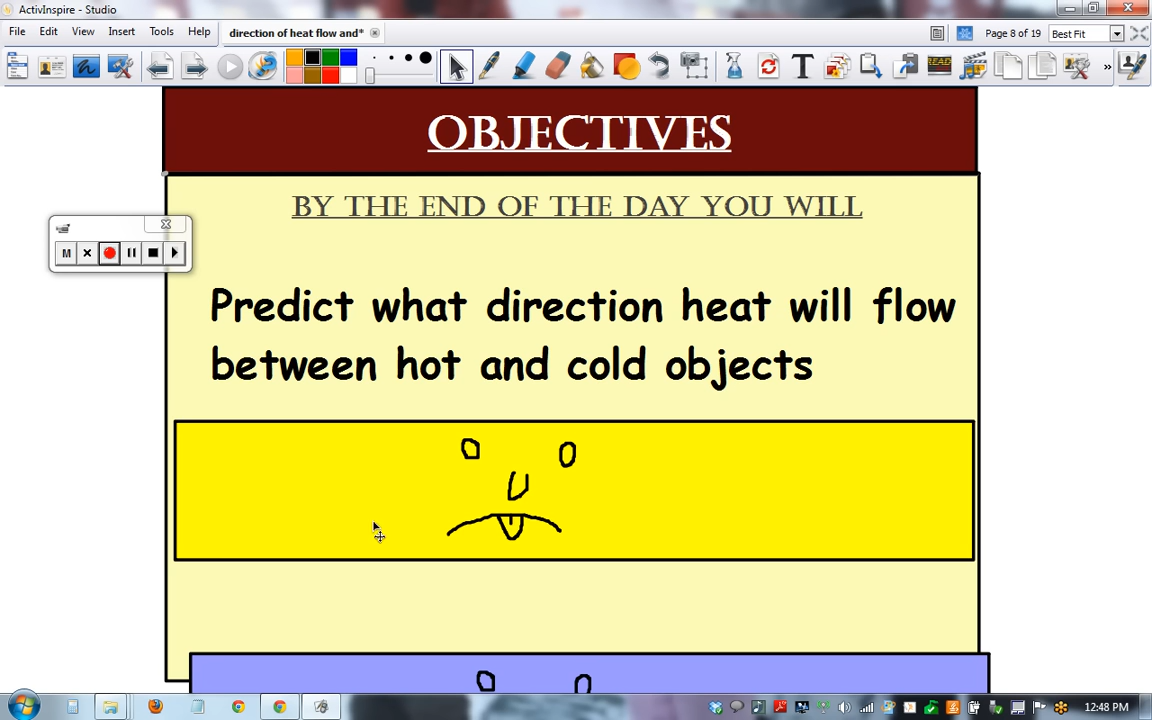 ActivInspire - Studio
File Edit View Insert Tools Help direction of heat flow and* Page 8 of 19 Best Fit
OBJECTIVES
BY THE END OF THE DAY YOU WILL
M
Predict what direction heat will flow
between hot and cold objects
12:48 PM